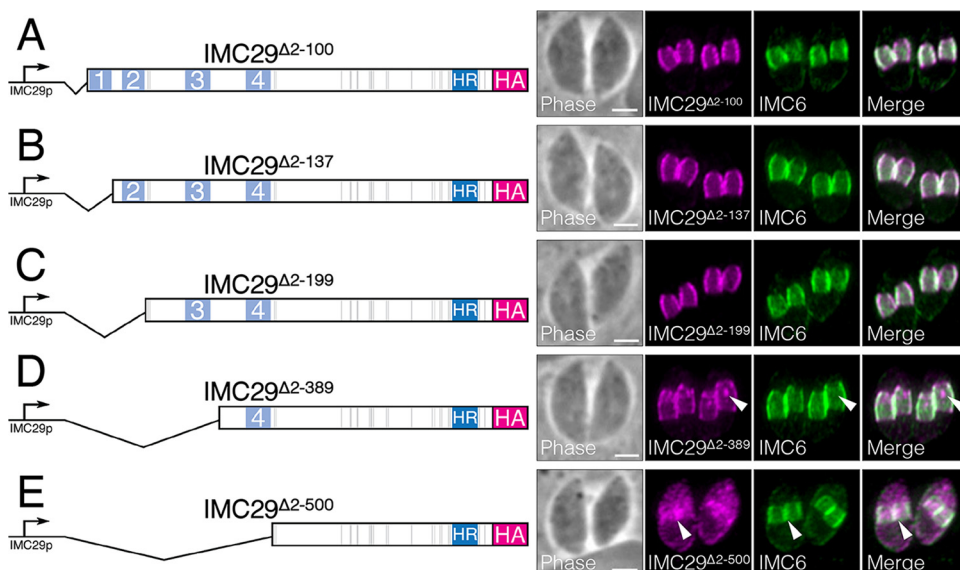 A
IMC29Δ2-100
IMC29p
1 2 3 4 HR HA
Phase IMC29Δ2-100 IMC6 Merge
B
IMC29Δ2-137
IMC29p
2 3 4 HR HA
Phase IMC29Δ2-137 IMC6 Merge
C
IMC29Δ2-199
IMC29p
3 4 HR HA
Phase IMC29Δ2-199 IMC6 Merge
D
IMC29Δ2-389
IMC29p
4 HR HA
Phase IMC29Δ2-389 IMC6 Merge
E
IMC29Δ2-500
IMC29p
HR HA
Phase IMC29Δ2-500 IMC6 Merge